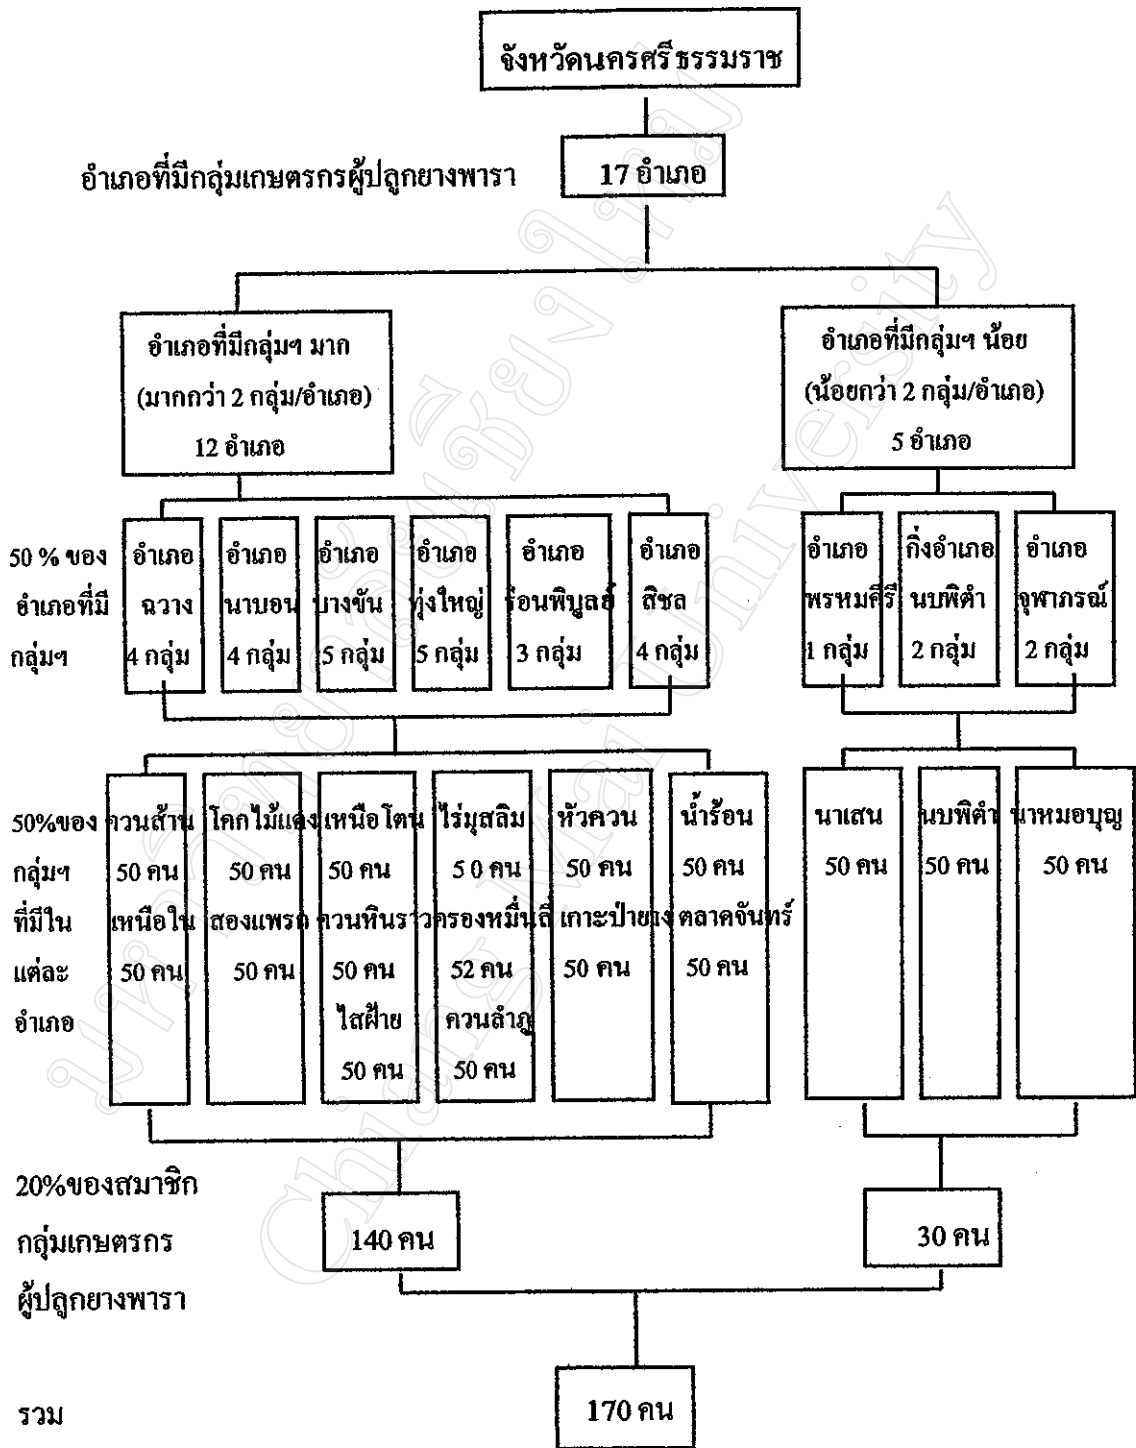 จังหวัดนครศรีธรรมราช
อำเภอที่มีกลุ่มเกษตรกรผู้ปลูกยางพารา
17 อำเภอ
อำเภอที่มีกลุ่มฯ มาก
(มากกว่า 2 กลุ่ม/อำเภอ)
12 อำเภอ
อำเภอที่มีกลุ่มฯ น้อย
(น้อยกว่า 2 กลุ่ม/อำเภอ)
5 อำเภอ
50 % ของ
อำเภอที่มี
กลุ่มฯ
อำเภอ
ฉวาง
4 กลุ่ม
อำเภอ
นาบอน
4 กลุ่ม
อำเภอ
บางขัน
5 กลุ่ม
อำเภอ
ทุ่งใหญ่
5 กลุ่ม
อำเภอ
ร่อนพิบูลย์
3 กลุ่ม
อำเภอ
สิชล
4 กลุ่ม
อำเภอ
พรหมคีรี
1 กลุ่ม
กิ่งอำเภอ
นบพิตำ
2 กลุ่ม
อำเภอ
จุฬาภรณ์
2 กลุ่ม
50%ของ
กลุ่มฯ
ที่มีใน
แต่ละ
อำเภอ
ควนส้าน
50 คน
เหนือใน
50 คน
โคกไม้แดง
50 คน
สองแพรก
50 คน
เหนือโตน
50 คน
ควนหินราว
50 คน
ไสฝ้าย
50 คน
ไร่มุสลิม
5 0 คน
ครองหมื่นลี่
52 คน
ควนลำภู
50 คน
หัวควน
50 คน
เกาะป่ายาง
50 คน
น้ำร้อน
50 คน
ตลาดจันทร์
50 คน
นาเสน
50 คน
นบพิตำ
50 คน
นาหมอบุญ
50 คน
20%ของสมาชิก
กลุ่มเกษตรกร
ผู้ปลูกยางพารา
140 คน
30 คน
รวม
170 คน
มหาวิทยาลัยเชียงใหม่
Chiang Mai University